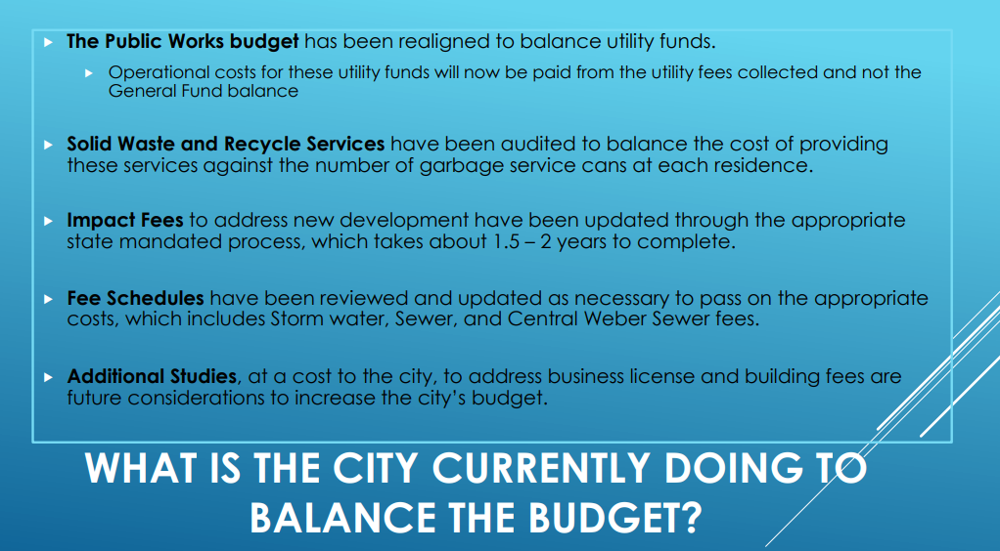 The Public Works budget has been realigned to balance utility funds.
Operational costs for these utility funds will now be paid from the utility fees collected and not the
General Fund balance
Solid Waste and Recycle Services have been audited to balance the cost of providing
these services against the number of garbage service cans at each residence.
Impact Fees to address new development have been updated through the appropriate
state mandated process, which takes about 1.5 – 2 years to complete.
Fee Schedules have been reviewed and updated as necessary to pass on the appropriate
costs, which includes Storm water, Sewer, and Central Weber Sewer fees.
Additional Studies, at a cost to the city, to address business license and building fees are
future considerations to increase the city’s budget.
WHAT IS THE CITY CURRENTLY DOING TO
BALANCE THE BUDGET?